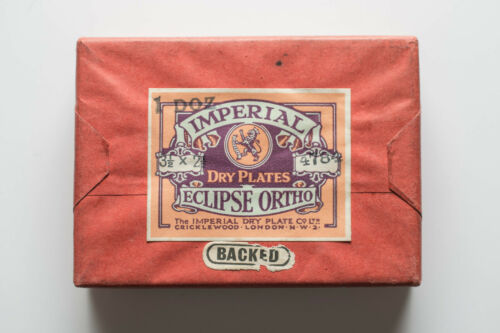 1 DOZ
IMPERIAL
3½ x 2½
DRY PLATES
ECLIPSE ORTHO
The IMPERIAL DRY PLATE Co LTD
CRICKLEWOOD · LONDON · N·W·2·
BACKED